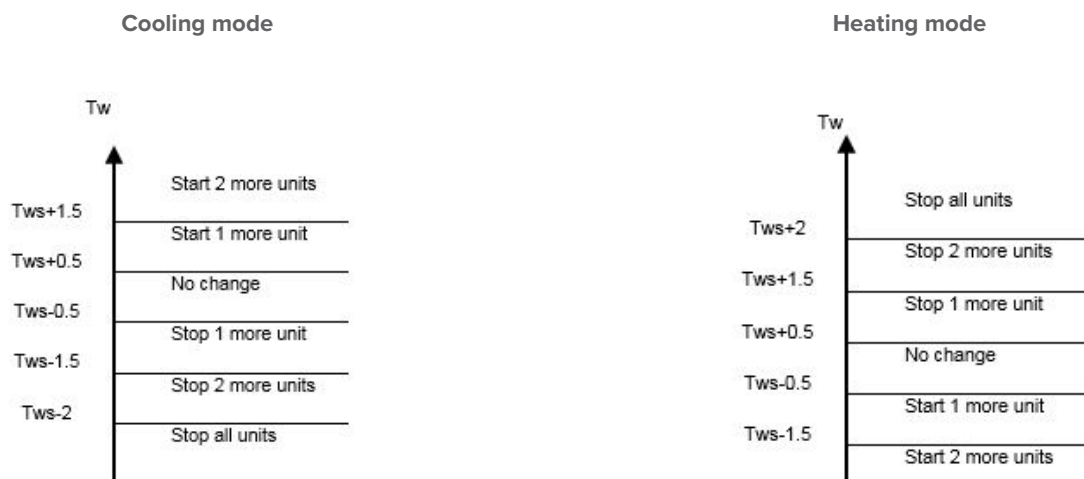 Cooling mode
Tw
Start 2 more units
Tws+1.5
Start 1 more unit
Tws+0.5
No change
Tws-0.5
Stop 1 more unit
Tws-1.5
Stop 2 more units
Tws-2
Stop all units
Heating mode
Tw
Stop all units
Tws+2
Stop 2 more units
Tws+1.5
Stop 1 more unit
Tws+0.5
No change
Tws-0.5
Start 1 more unit
Tws-1.5
Start 2 more units